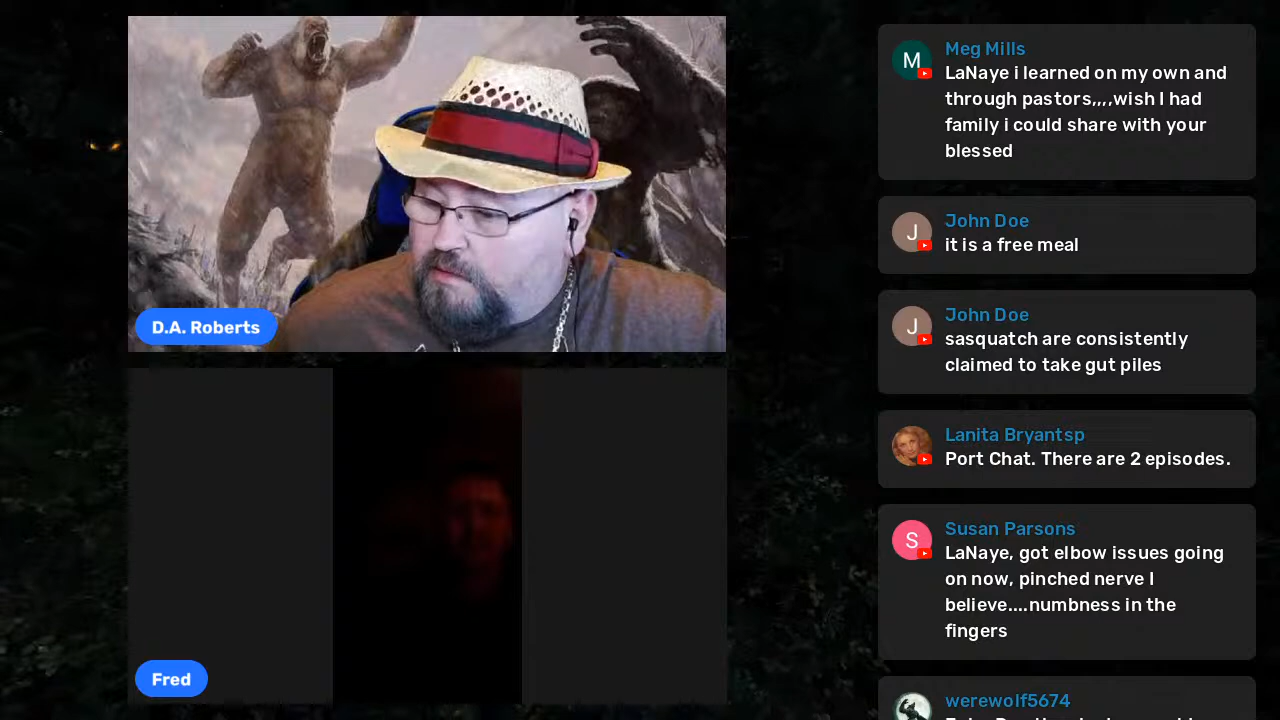 D.A. Roberts
Fred
M
Meg Mills
LaNaye i learned on my own and
through pastors,,,,wish I had
family i could share with your
blessed
J
John Doe
it is a free meal
J
John Doe
sasquatch are consistently
claimed to take gut piles
Lanita Bryantsp
Port Chat. There are 2 episodes.
S
Susan Parsons
LaNaye, got elbow issues going
on now, pinched nerve I
believe....numbness in the
fingers
werewolf5674